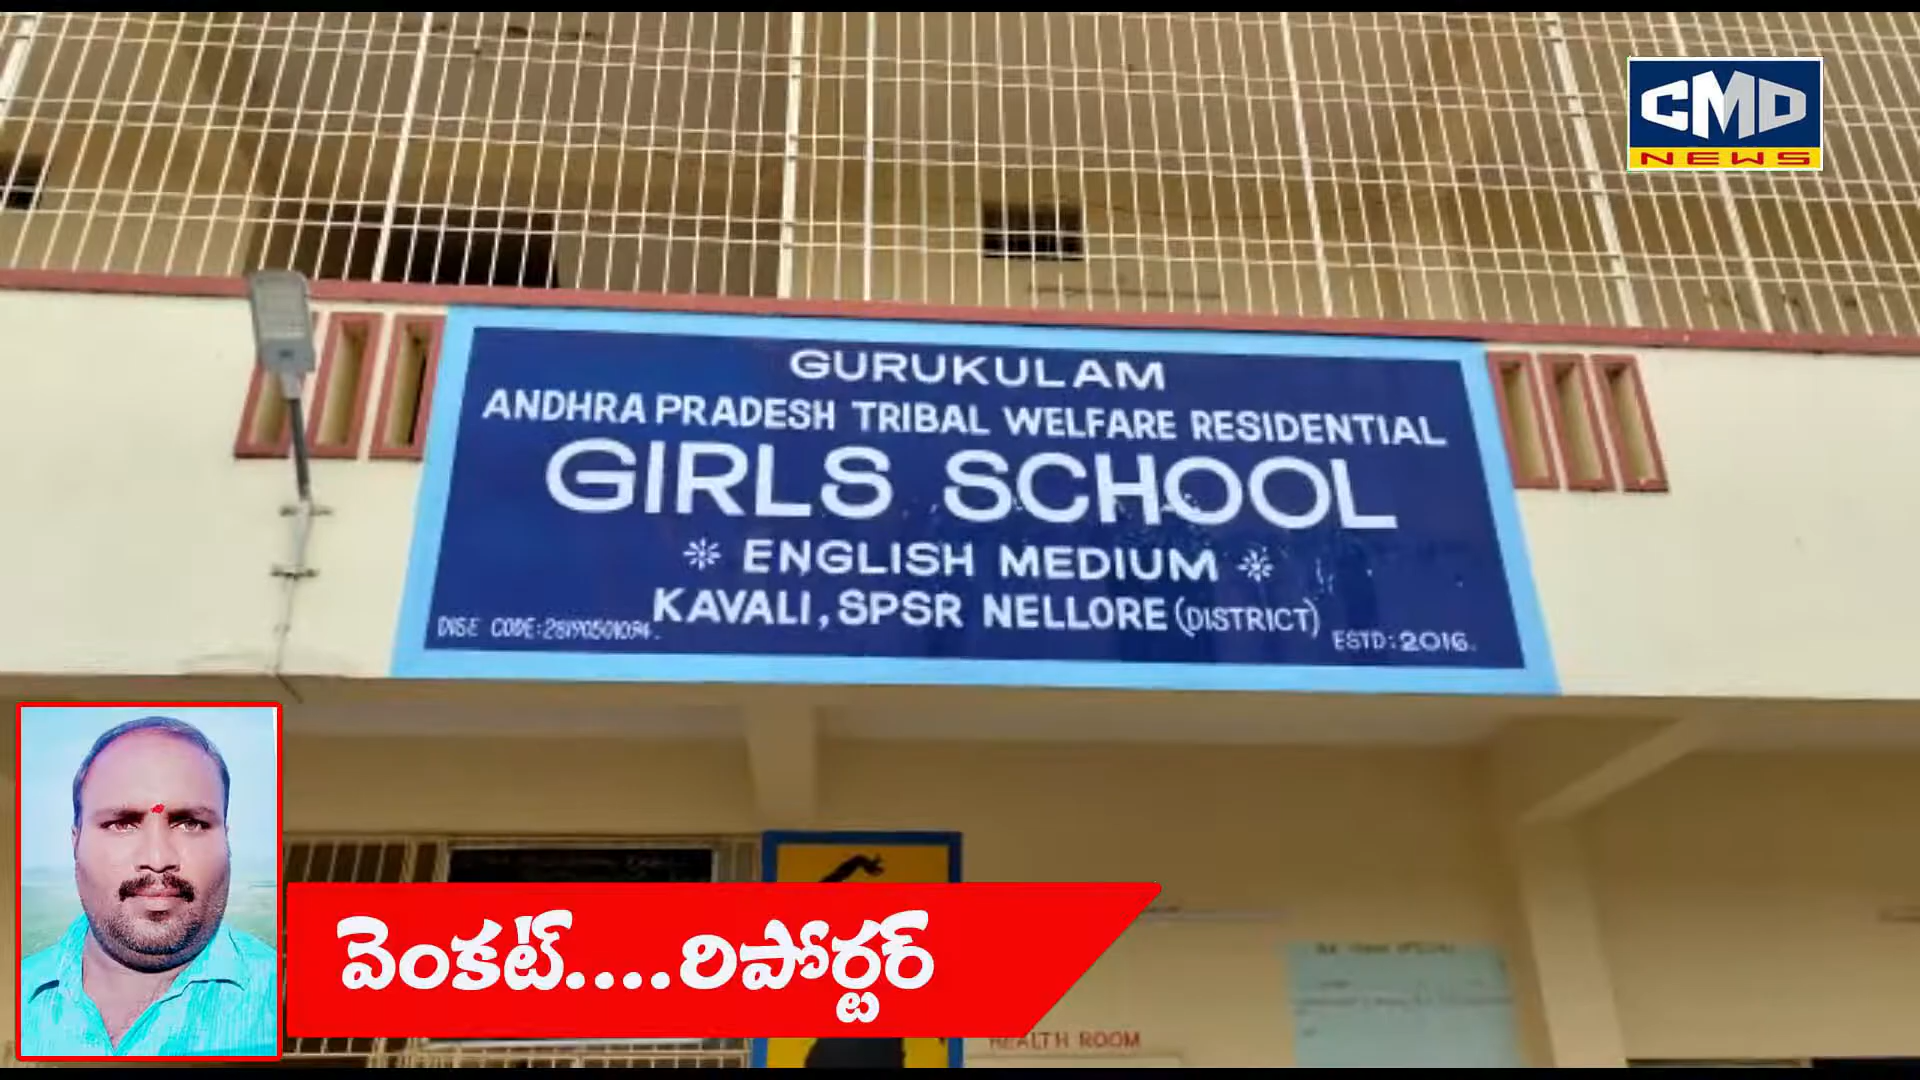 CMD
NEWS
GURUKULAM
ANDHRA PRADESH TRIBAL WELFARE RESIDENTIAL
GIRLS SCHOOL
ENGLISH MEDIUM
KAVALI, SPSR NELLORE (DISTRICT)
DISE CODE: 28190501094.
ESTD: 2016.
వెంకట్....రిపోర్టర్
HEALTH ROOM